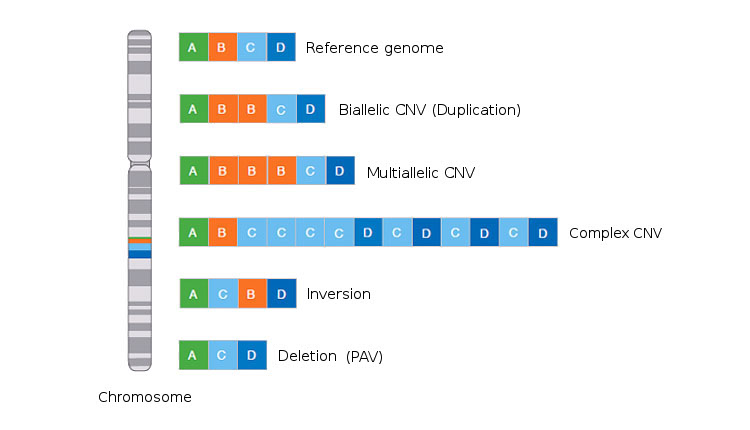 A B C D Reference genome
A B B C D Biallelic CNV (Duplication)
A B B B C D Multiallelic CNV
A B C C C C D C D C D C D Complex CNV
A C B D Inversion
A C D Deletion (PAV)
Chromosome